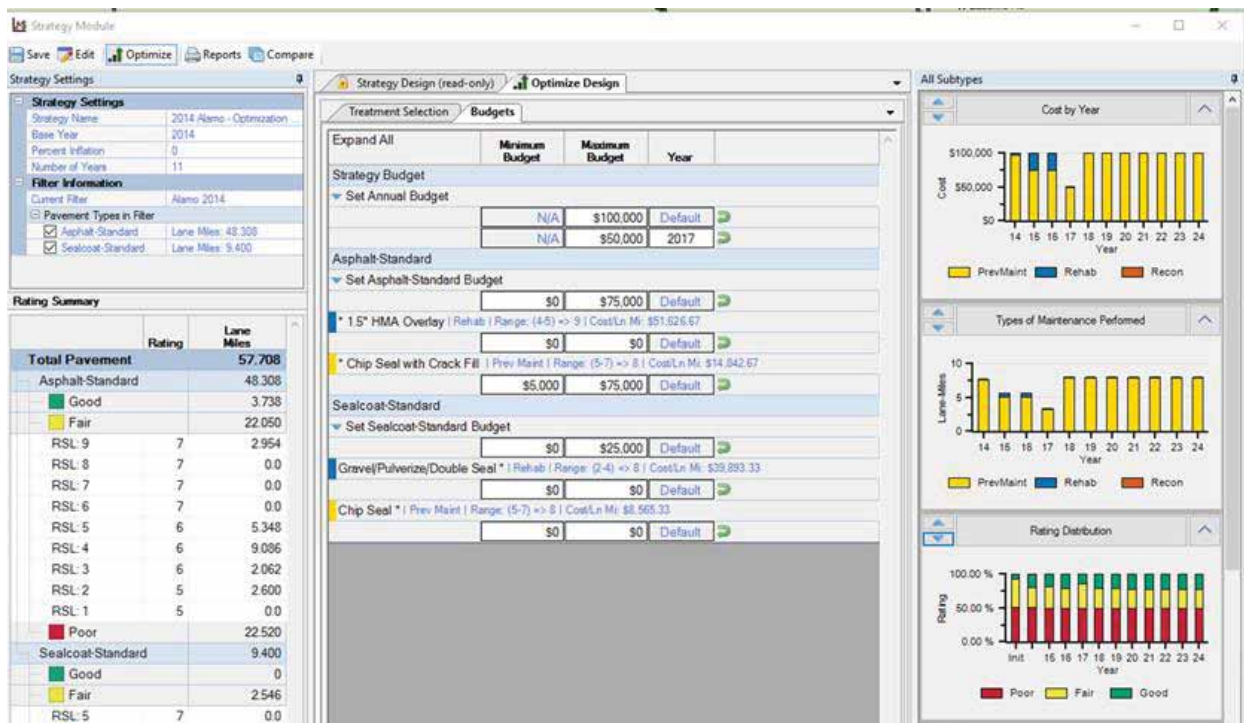 Strategy Module
Save Edit Optimize Reports Compare
Strategy Settings
Strategy Settings
Strategy Name 2014 Alamo - Optimization ...
Base Year 2014
Percent Inflation 0
Number of Years 11
Filter Information
Current Filter Alamo 2014
Pavement Types in Filter
Asphalt-Standard Lane Miles: 48.308
Sealcoat-Standard Lane Miles: 9.400
Rating Summary
Rating Lane Miles
Total Pavement 57.708
Asphalt-Standard 48.308
Good 3.738
Fair 22.050
RSL: 9 7 2.954
RSL: 8 7 0.0
RSL: 7 7 0.0
RSL: 6 7 0.0
RSL: 5 6 5.348
RSL: 4 6 9.086
RSL: 3 6 2.062
RSL: 2 5 2.600
RSL: 1 5 0.0
Poor 22.520
Sealcoat-Standard 9.400
Good 0
Fair 2.546
RSL: 5 7 0.0
Strategy Design (read-only) Optimize Design
Treatment Selection Budgets
Expand All Minimum Budget Maximum Budget Year
Strategy Budget
Set Annual Budget
N/A $100,000 Default
N/A $50,000 2017
Asphalt-Standard
Set Asphalt-Standard Budget
$0 $75,000 Default
* 1.5" HMA Overlay | Rehab | Range: (4-5) => 9 | Cost/Ln Mi: $51,626.67
$0 $0 Default
* Chip Seal with Crack Fill | Prev Maint | Range: (5-7) => 8 | Cost/Ln Mi: $14,842.67
$5,000 $75,000 Default
Sealcoat-Standard
Set Sealcoat-Standard Budget
$0 $25,000 Default
Gravel/Pulverize/Double Seal * | Rehab | Range: (2-4) => 8 | Cost/Ln Mi: $39,893.33
$0 $0 Default
Chip Seal * | Prev Maint | Range: (5-7) => 8 | Cost/Ln Mi: $8,565.33
$0 $0 Default
All Subtypes
Cost by Year
Cost
$100,000
$50,000
$0
14 15 16 17 18 19 20 21 22 23 24
Year
PrevMaint Rehab Recon
Types of Maintenance Performed
Lane-Miles
10
5
0
14 15 16 17 18 19 20 21 22 23 24
Year
PrevMaint Rehab Recon
Rating Distribution
Rating
100.00 %
50.00 %
0.00 %
Init 15 16 17 18 19 20 21 22 23 24
Year
Poor Fair Good